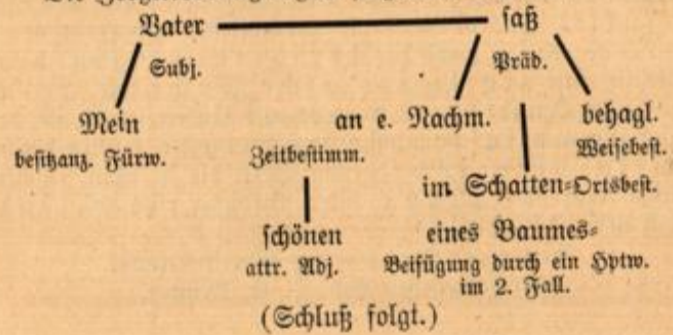 Vater saß
Subj. Präd.
Mein an e. Nachm. behagl.
besitzanz. Fürw. Zeitbestimm. Weisebest.
im Schatten=Ortsbest.
schönen eines Baumes=
attr. Adj. Beifügung durch ein Hptw.
im 2. Fall.
(Schluß folgt.)